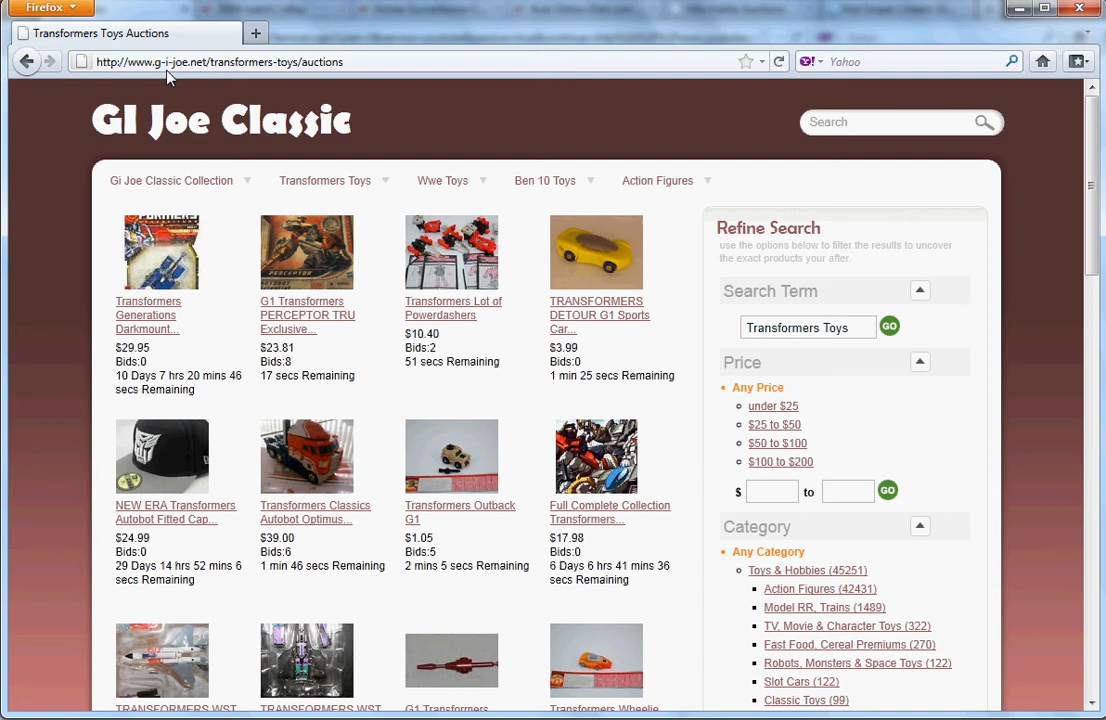 Firefox
Transformers Toys Auctions
http://www.g-i-joe.net/transformers-toys/auctions
Yahoo
GI Joe Classic
Search
Gi Joe Classic Collection
Transformers Toys
Wwe Toys
Ben 10 Toys
Action Figures
Transformers
Generations
Darkmount...
$29.95
Bids:0
10 Days 7 hrs 20 mins 46
secs Remaining
G1 Transformers
PERCEPTOR TRU
Exclusive...
$23.81
Bids:8
17 secs Remaining
Transformers Lot of
Powerdashers
$10.40
Bids:2
51 secs Remaining
TRANSFORMERS
DETOUR G1 Sports
Car...
$3.99
Bids:0
1 min 25 secs Remaining
NEW ERA Transformers
Autobot Fitted Cap...
$24.99
Bids:0
29 Days 14 hrs 52 mins 6
secs Remaining
Transformers Classics
Autobot Optimus...
$39.00
Bids:6
1 min 46 secs Remaining
Transformers Outback
G1
$1.05
Bids:5
2 mins 5 secs Remaining
Full Complete Collection
Transformers...
$17.98
Bids:0
6 Days 6 hrs 41 mins 36
secs Remaining
TRANSFORMERS WST
TRANSFORMERS WST
G1 Transformers
Transformers Wheelie
Refine Search
use the options below to filter the results to uncover
the exact products your after.
Search Term
Transformers Toys
GO
Price
Any Price
under $25
$25 to $50
$50 to $100
$100 to $200
$ to GO
Category
Any Category
Toys & Hobbies (45251)
Action Figures (42431)
Model RR, Trains (1489)
TV, Movie & Character Toys (322)
Fast Food, Cereal Premiums (270)
Robots, Monsters & Space Toys (122)
Slot Cars (122)
Classic Toys (99)